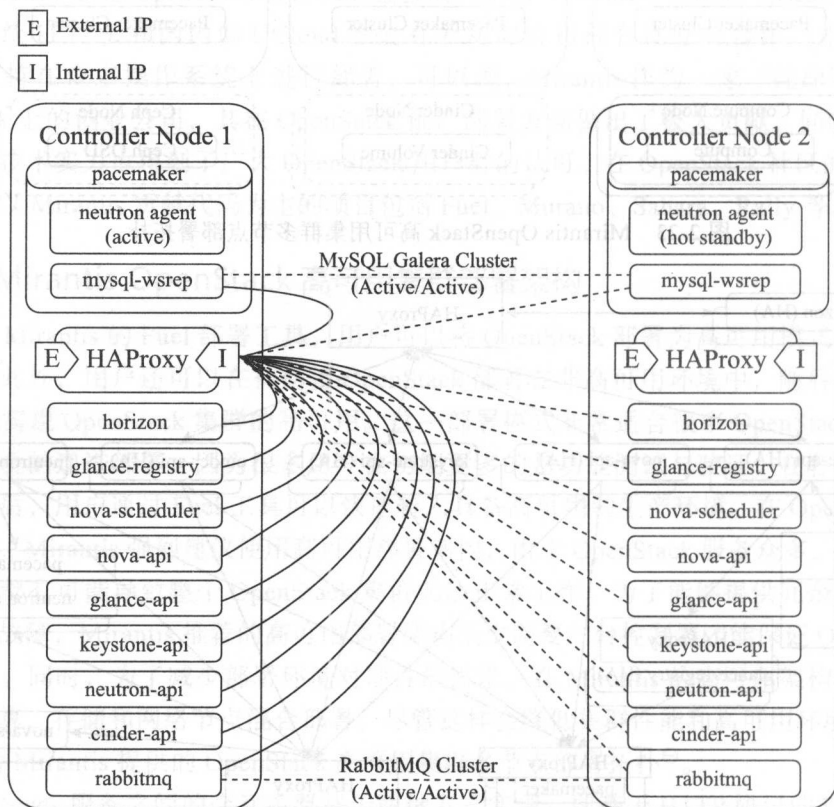 E External IP
I Internal IP
Controller Node 1
pacemaker
neutron agent
(active)
mysql-wsrep
E HAProxy I
horizon
glance-registry
nova-scheduler
nova-api
glance-api
keystone-api
neutron-api
cinder-api
rabbitmq
MySQL Galera Cluster
(Active/Active)
RabbitMQ Cluster
(Active/Active)
Controller Node 2
pacemaker
neutron agent
(hot standby)
mysql-wsrep
E HAProxy I
horizon
glance-registry
nova-scheduler
nova-api
glance-api
keystone-api
neutron-api
cinder-api
rabbitmq